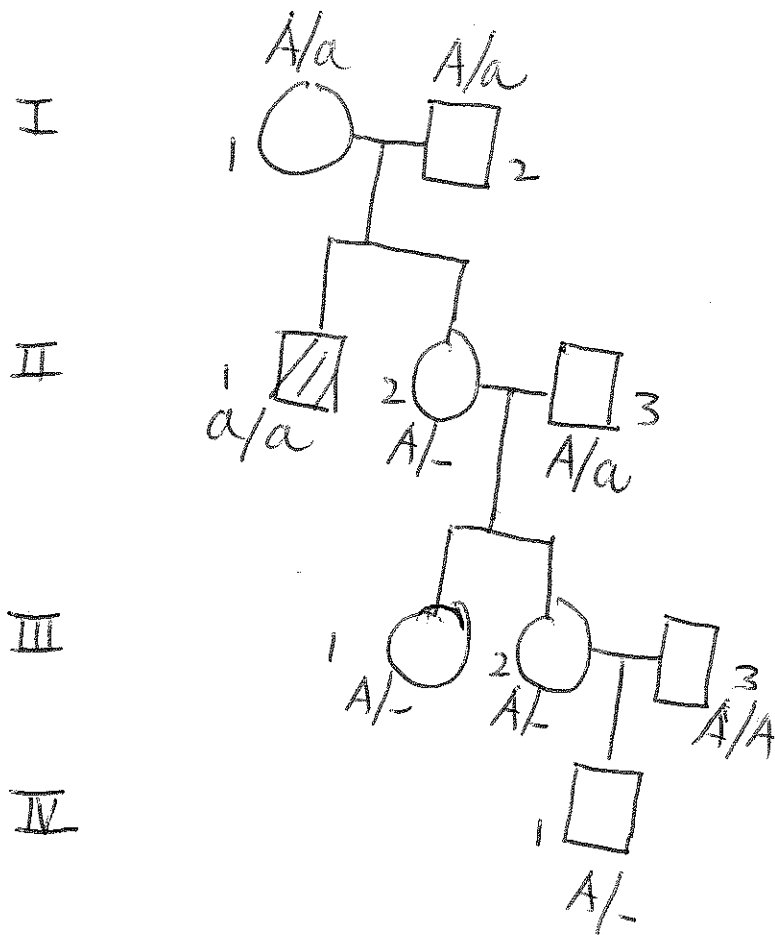 A/a A/a
I 1 2
II 1 2 3
a/a A/- A/a
III 1 2 3
A/- A/- A/A
IV 1
A/-